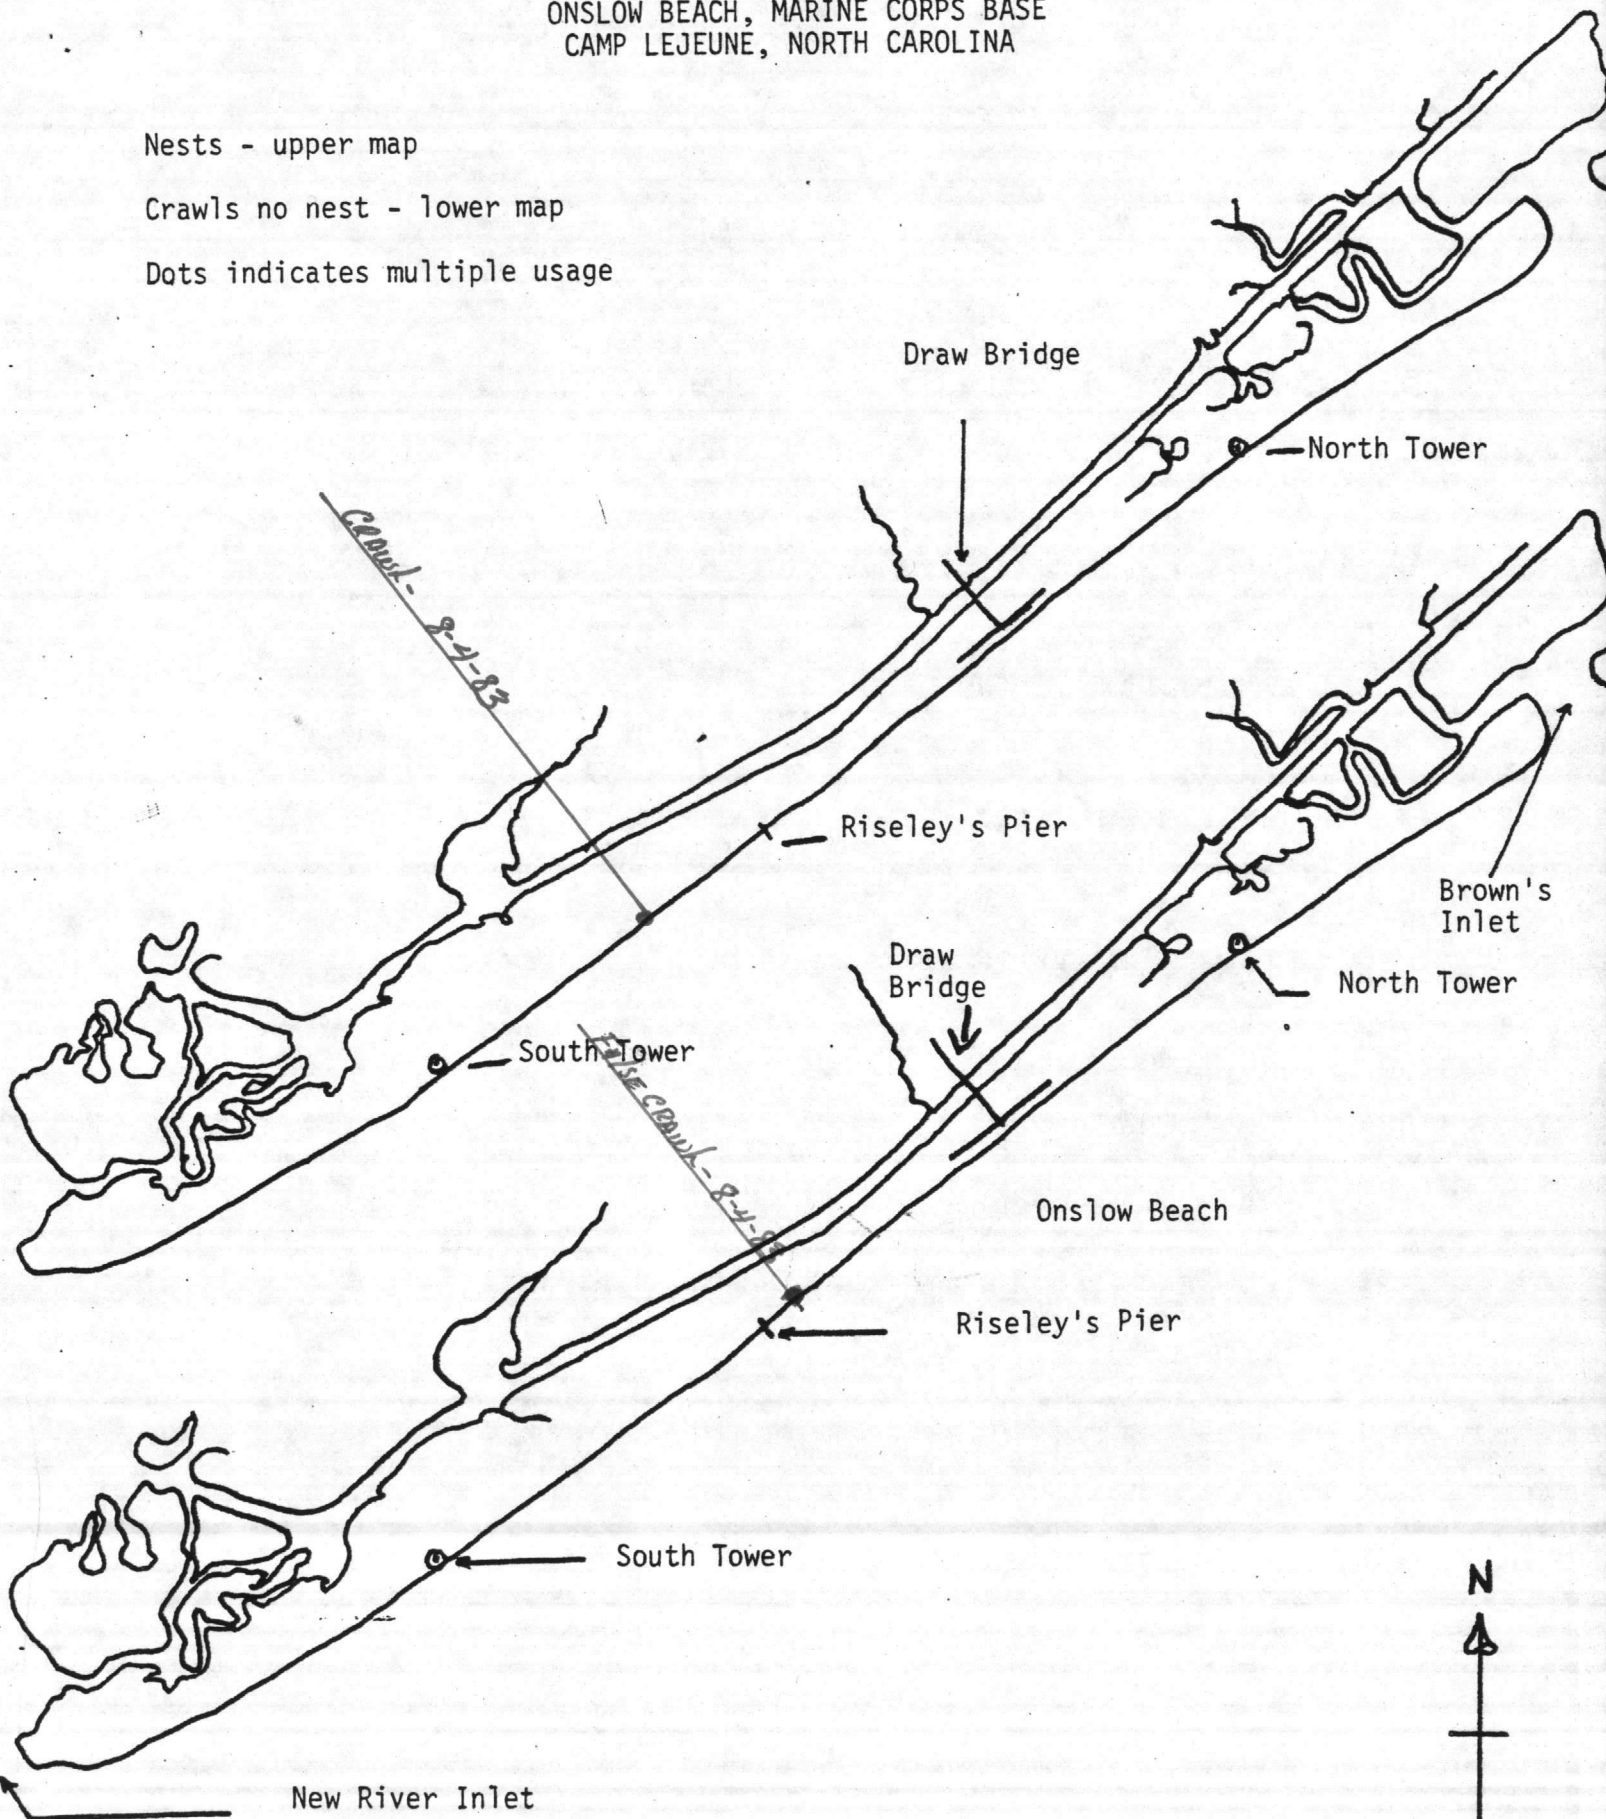 ONSLOW BEACH, MARINE CORPS BASE
CAMP LEJEUNE, NORTH CAROLINA
Nests - upper map
Crawls no nest - lower map
Dots indicates multiple usage
Draw Bridge
North Tower
CRAWL - 8-4-83
Riseley's Pier
Brown's
Inlet
Draw
Bridge
North Tower
South Tower
FALSE CRAWL - 8-4-83
Onslow Beach
Riseley's Pier
South Tower
N
New River Inlet